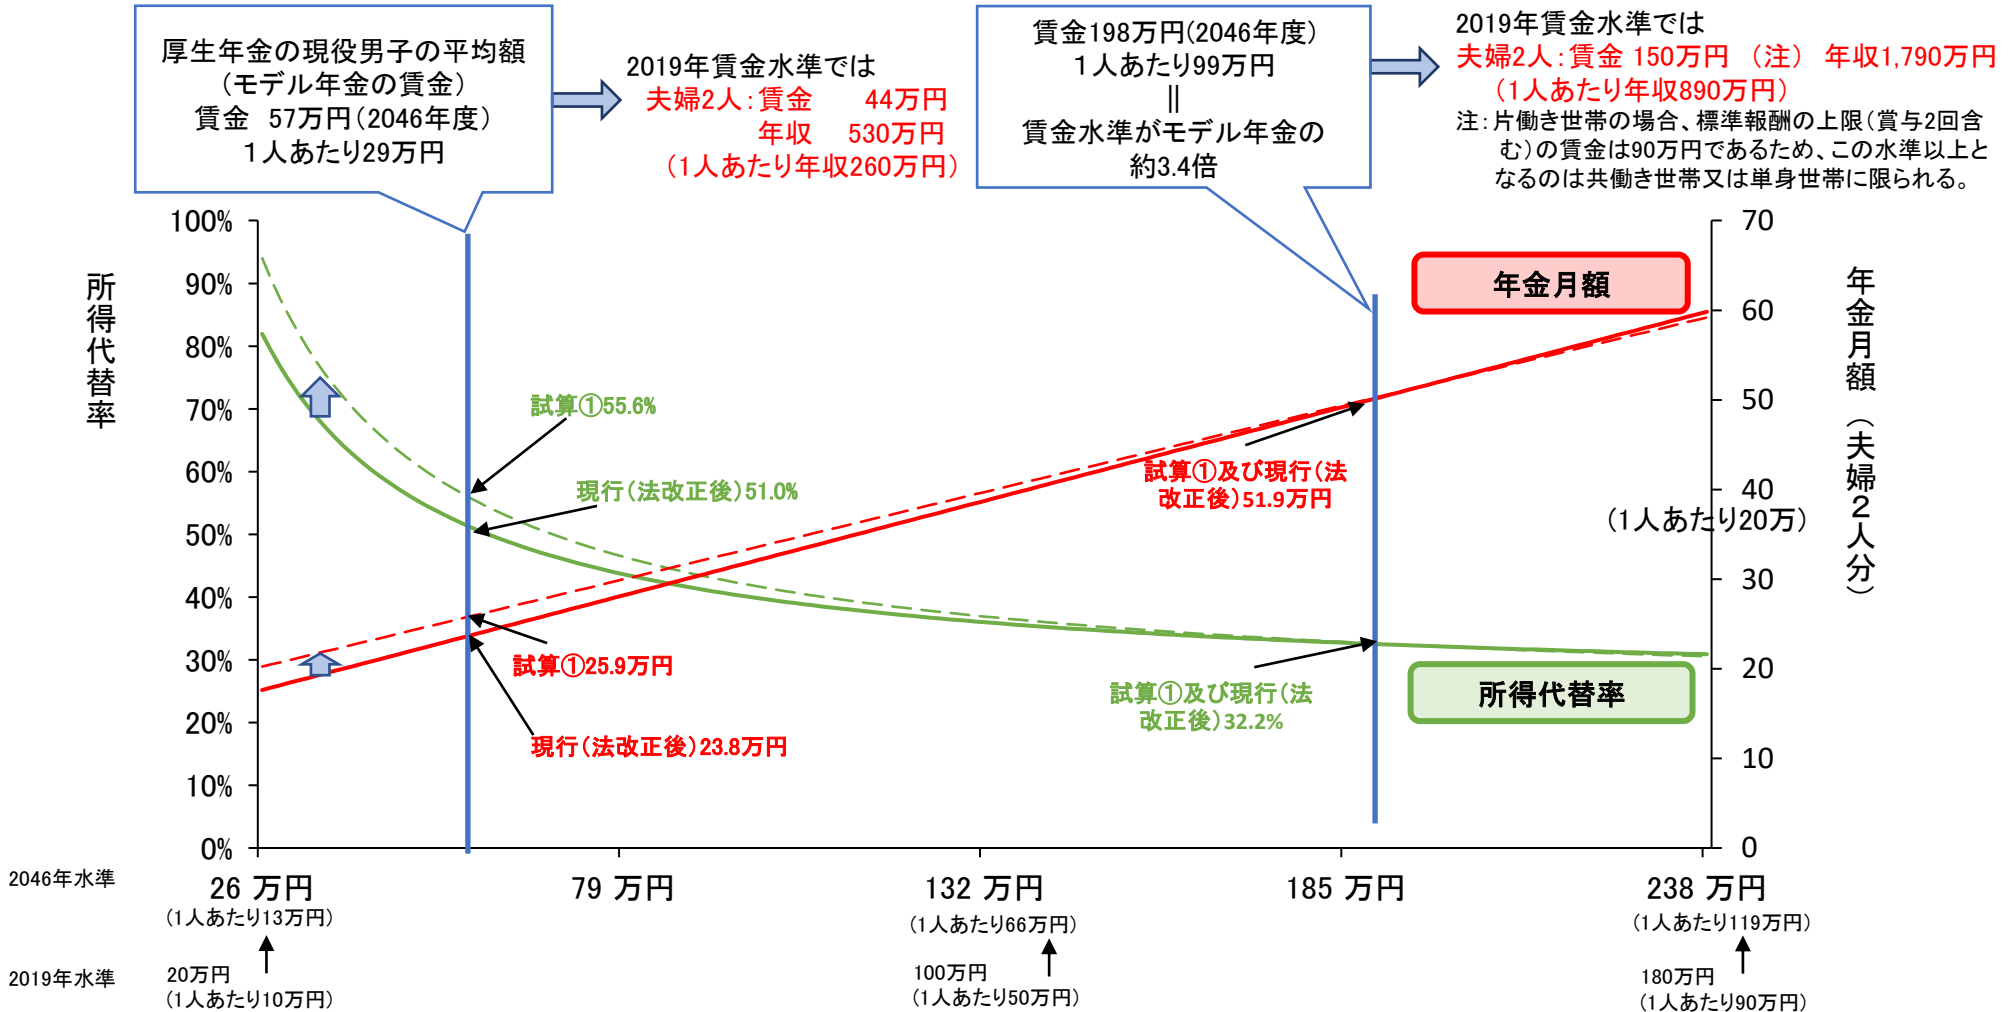 厚生年金の現役男子の平均額
(モデル年金の賃金)
賃金 57万円(2046年度)
1人あたり29万円
2019年賃金水準では
夫婦2人:賃金 44万円
年収 530万円
(1人あたり年収260万円)
賃金198万円(2046年度)
1人あたり99万円
||
賃金水準がモデル年金の
約3.4倍
2019年賃金水準では
夫婦2人:賃金 150万円 (注) 年収1,790万円
(1人あたり年収890万円)
注:片働き世帯の場合、標準報酬の上限(賞与2回含
む)の賃金は90万円であるため、この水準以上と
なるのは共働き世帯又は単身世帯に限られる。
所得代替率
100%
90%
80%
70%
60%
50%
40%
30%
20%
10%
0%
試算①55.6%
現行(法改正後)51.0%
試算①25.9万円
現行(法改正後)23.8万円
年金月額
試算①及び現行(法
改正後)51.9万円
(1人あたり20万)
試算①及び現行(法
改正後)32.2%
所得代替率
70
60
50
40
30
20
10
0
年金月額(夫婦2人分)
2046年水準
26 万円
79 万円
132 万円
185 万円
238 万円
(1人あたり13万円)
(1人あたり66万円)
(1人あたり119万円)
2019年水準
20万円
(1人あたり10万円)
100万円
(1人あたり50万円)
180万円
(1人あたり90万円)